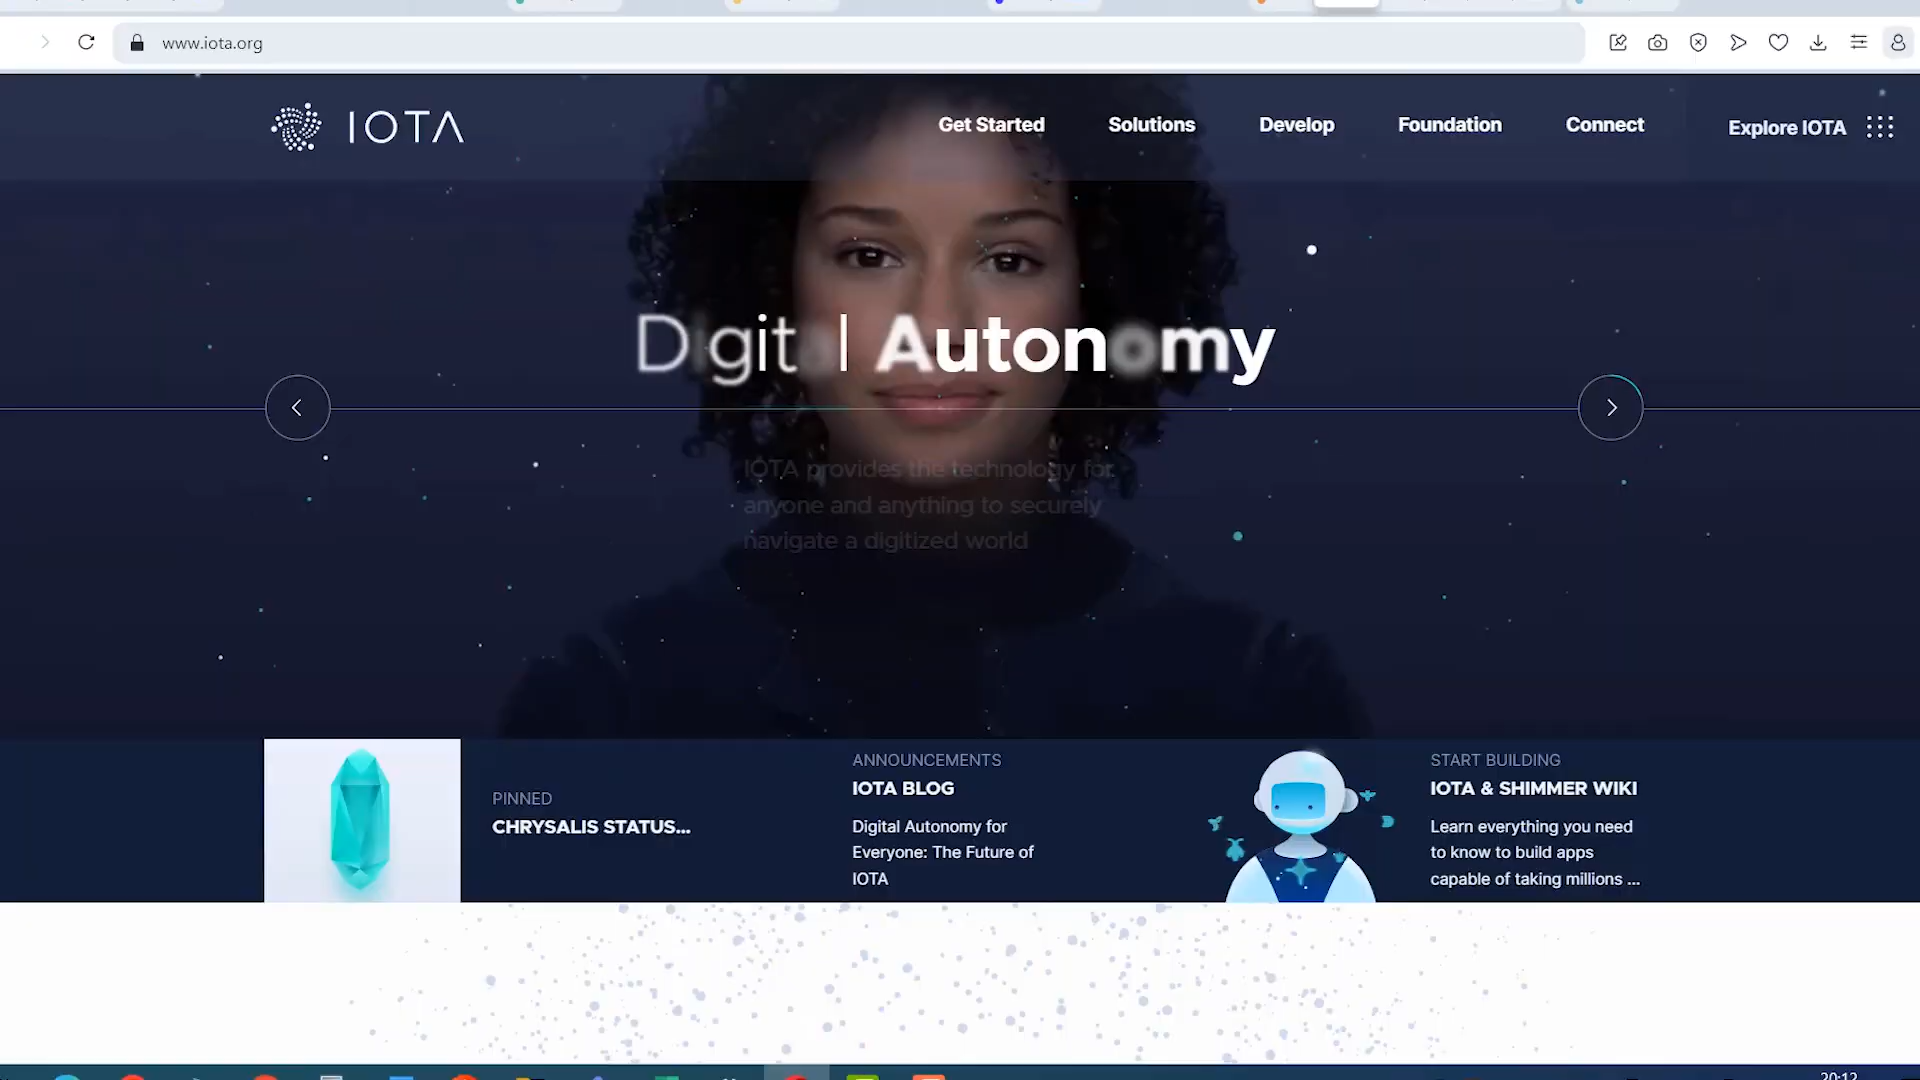 www.iota.org
IOTA
Get Started
Solutions
Develop
Foundation
Connect
Explore IOTA
Digital Autonomy
IOTA provides the technology for
anyone and anything to securely
navigate a digitized world
PINNED
CHRYSALIS STATUS...
ANNOUNCEMENTS
IOTA BLOG
Digital Autonomy for
Everyone: The Future of
IOTA
START BUILDING
IOTA & SHIMMER WIKI
Learn everything you need
to know to build apps
capable of taking millions ...
20:12